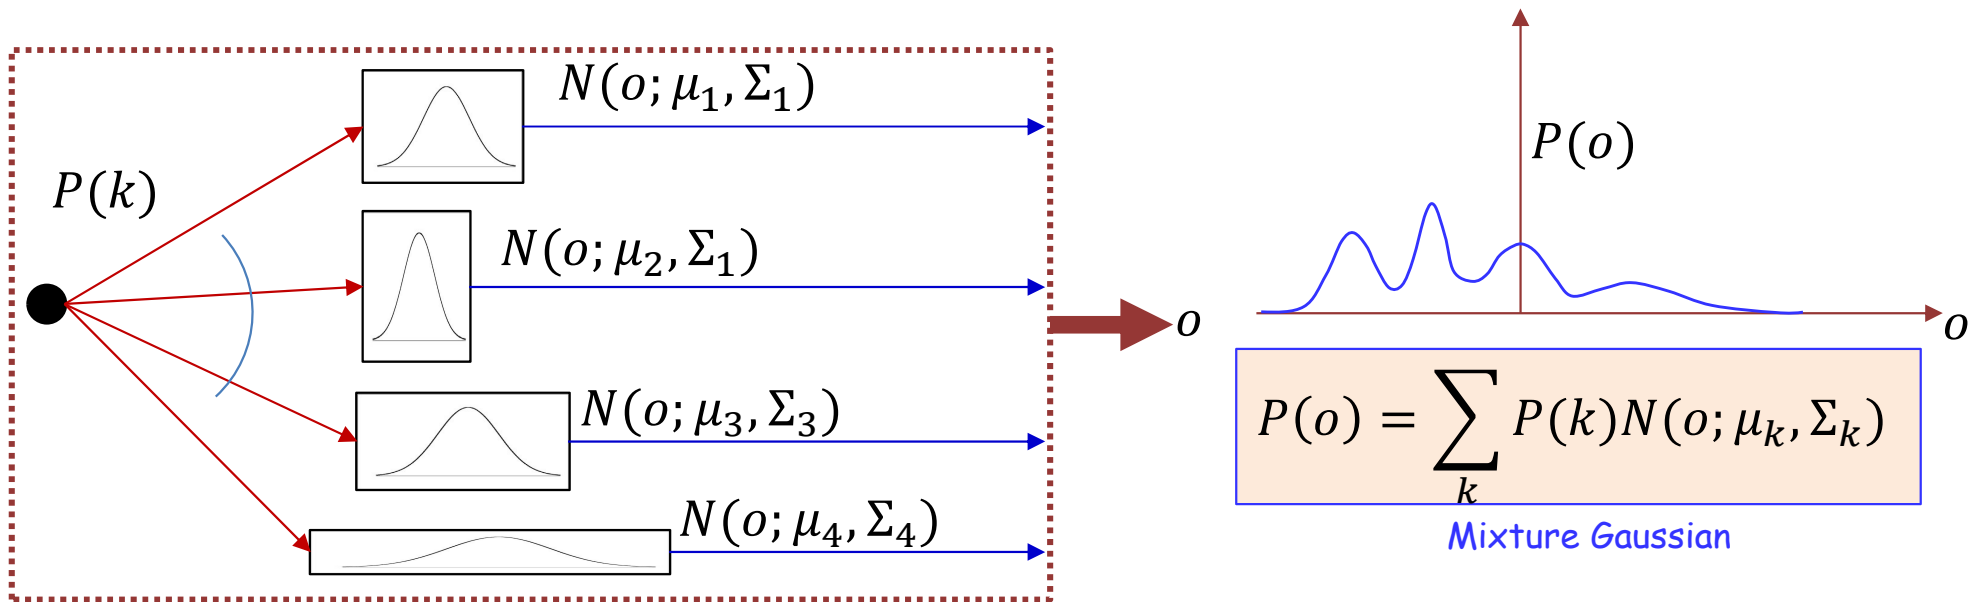 P(k)
N(o; μ₁, Σ₁)
N(o; μ₂, Σ₁)
N(o; μ₃, Σ₃)
N(o; μ₄, Σ₄)
o
P(o)
o
P(o) = ∑ₖ P(k)N(o; μₖ, Σₖ)
Mixture Gaussian